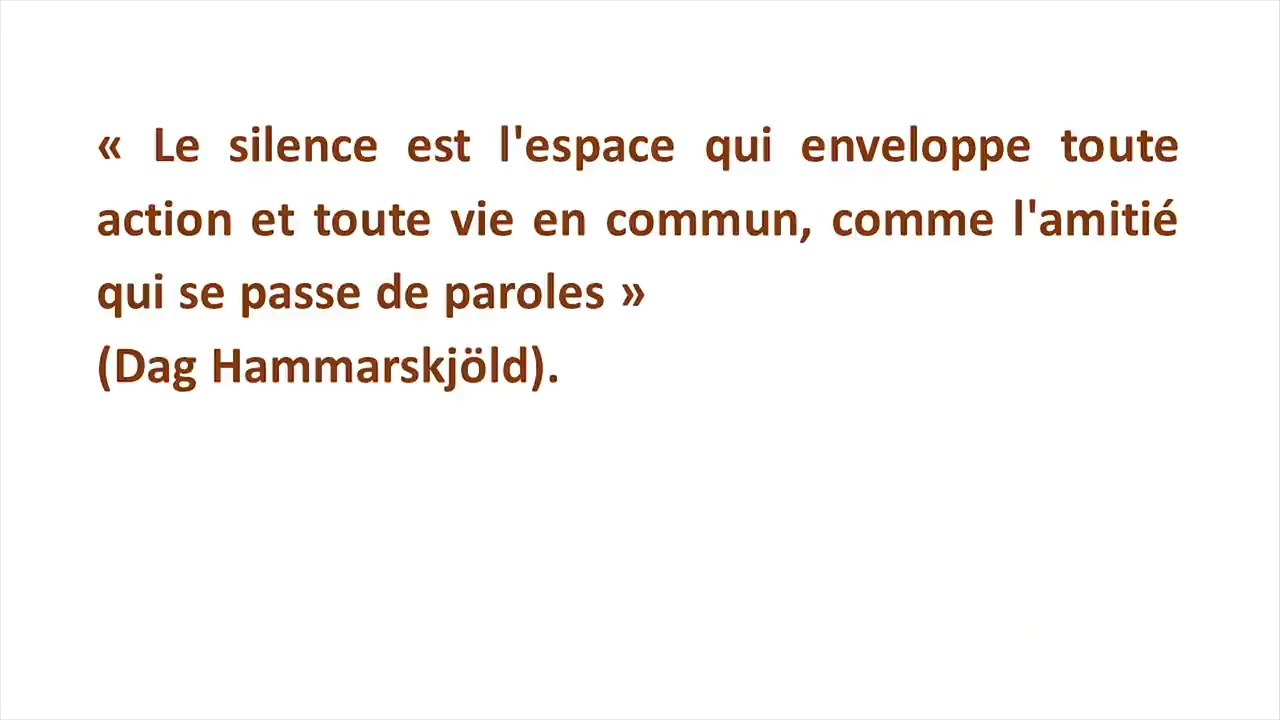 « Le silence est l'espace qui enveloppe toute
action et toute vie en commun, comme l'amitié
qui se passe de paroles »
(Dag Hammarskjöld).